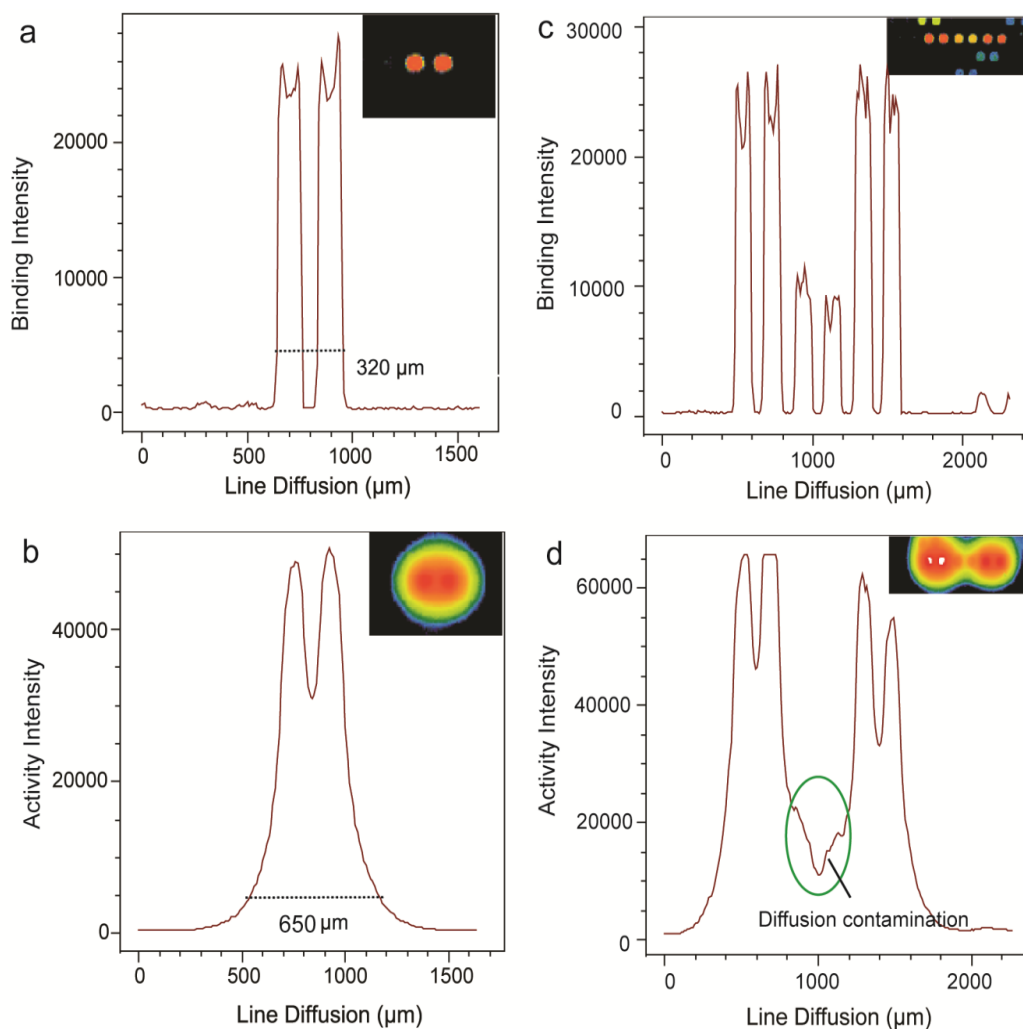 a
Binding Intensity
20000
10000
0
320 µm
0 500 1000 1500
Line Diffusion (µm)
c
Binding Intensity
30000
20000
10000
0
0 1000 2000
Line Diffusion (µm)
b
Activity Intensity
40000
20000
0
650 µm
0 500 1000 1500
Line Diffusion (µm)
d
Activity Intensity
60000
40000
20000
0
Diffusion contamination
0 1000 2000
Line Diffusion (µm)